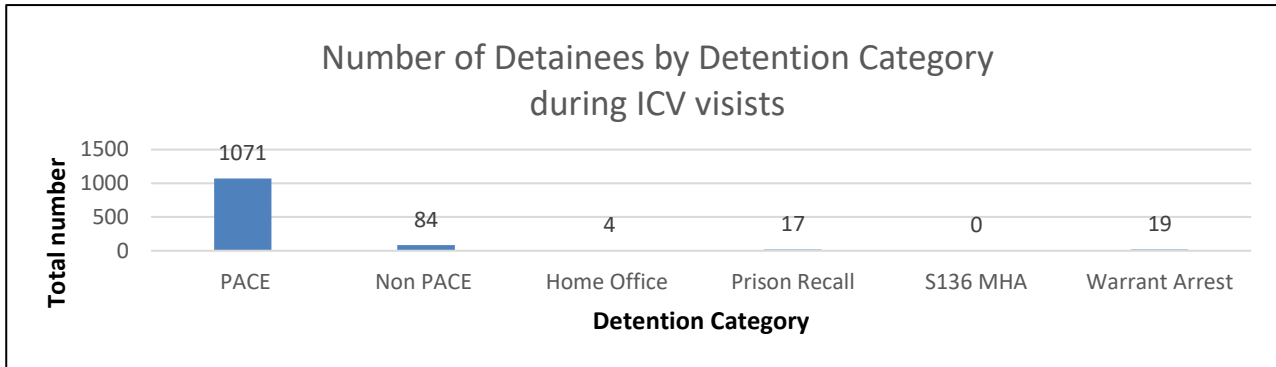 Number of Detainees by Detention Category
during ICV visists
Total number
1500
1000
500
0
1071
84
4
17
0
19
PACE
Non PACE
Home Office
Prison Recall
S136 MHA
Warrant Arrest
Detention Category